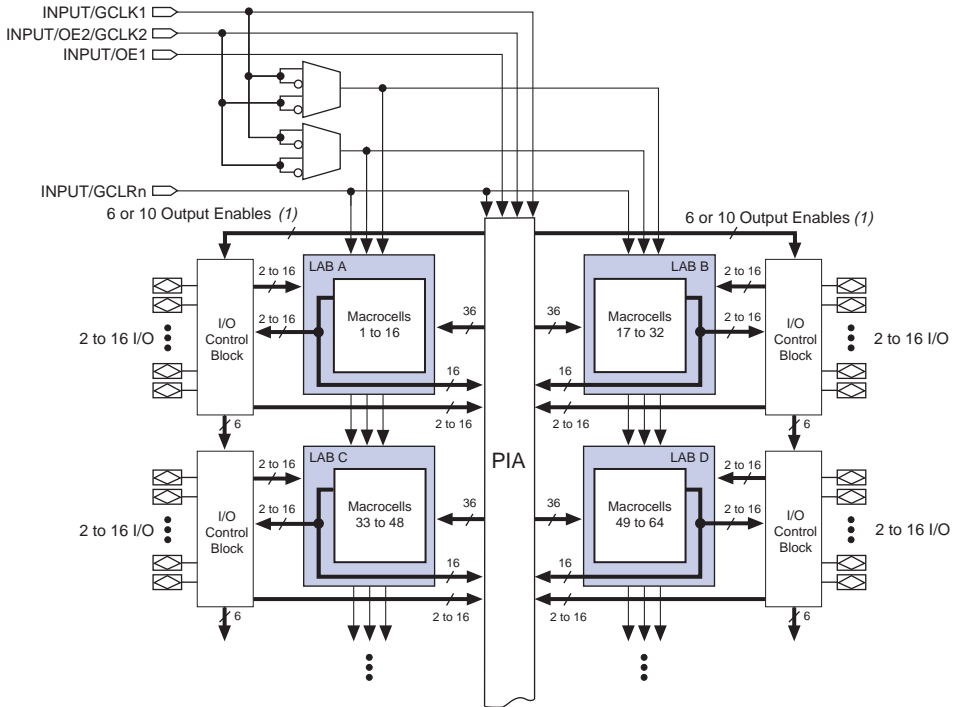 INPUT/GCLK1
INPUT/OE2/GCLK2
INPUT/OE1
INPUT/GCLRn
6 or 10 Output Enables (1)
6 or 10 Output Enables (1)
LAB A
LAB B
2 to 16
2 to 16
I/O
Control
Block
2 to 16 I/O
2 to 16
Macrocells
1 to 16
36
36
Macrocells
17 to 32
2 to 16
I/O
Control
Block
2 to 16 I/O
16
16
2 to 16
2 to 16
6
6
LAB C
PIA
LAB D
2 to 16
2 to 16
I/O
Control
Block
2 to 16 I/O
2 to 16
Macrocells
33 to 48
36
36
Macrocells
49 to 64
2 to 16
I/O
Control
Block
2 to 16 I/O
16
16
2 to 16
2 to 16
6
6